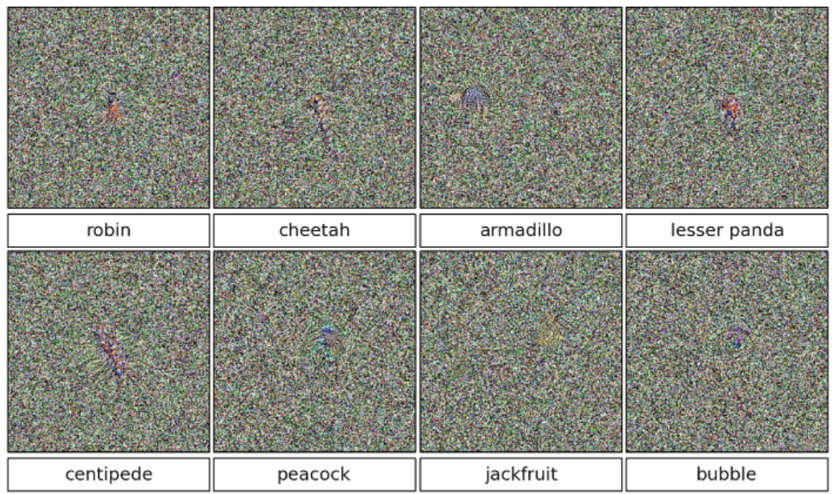 robin
cheetah
armadillo
lesser panda
centipede
peacock
jackfruit
bubble